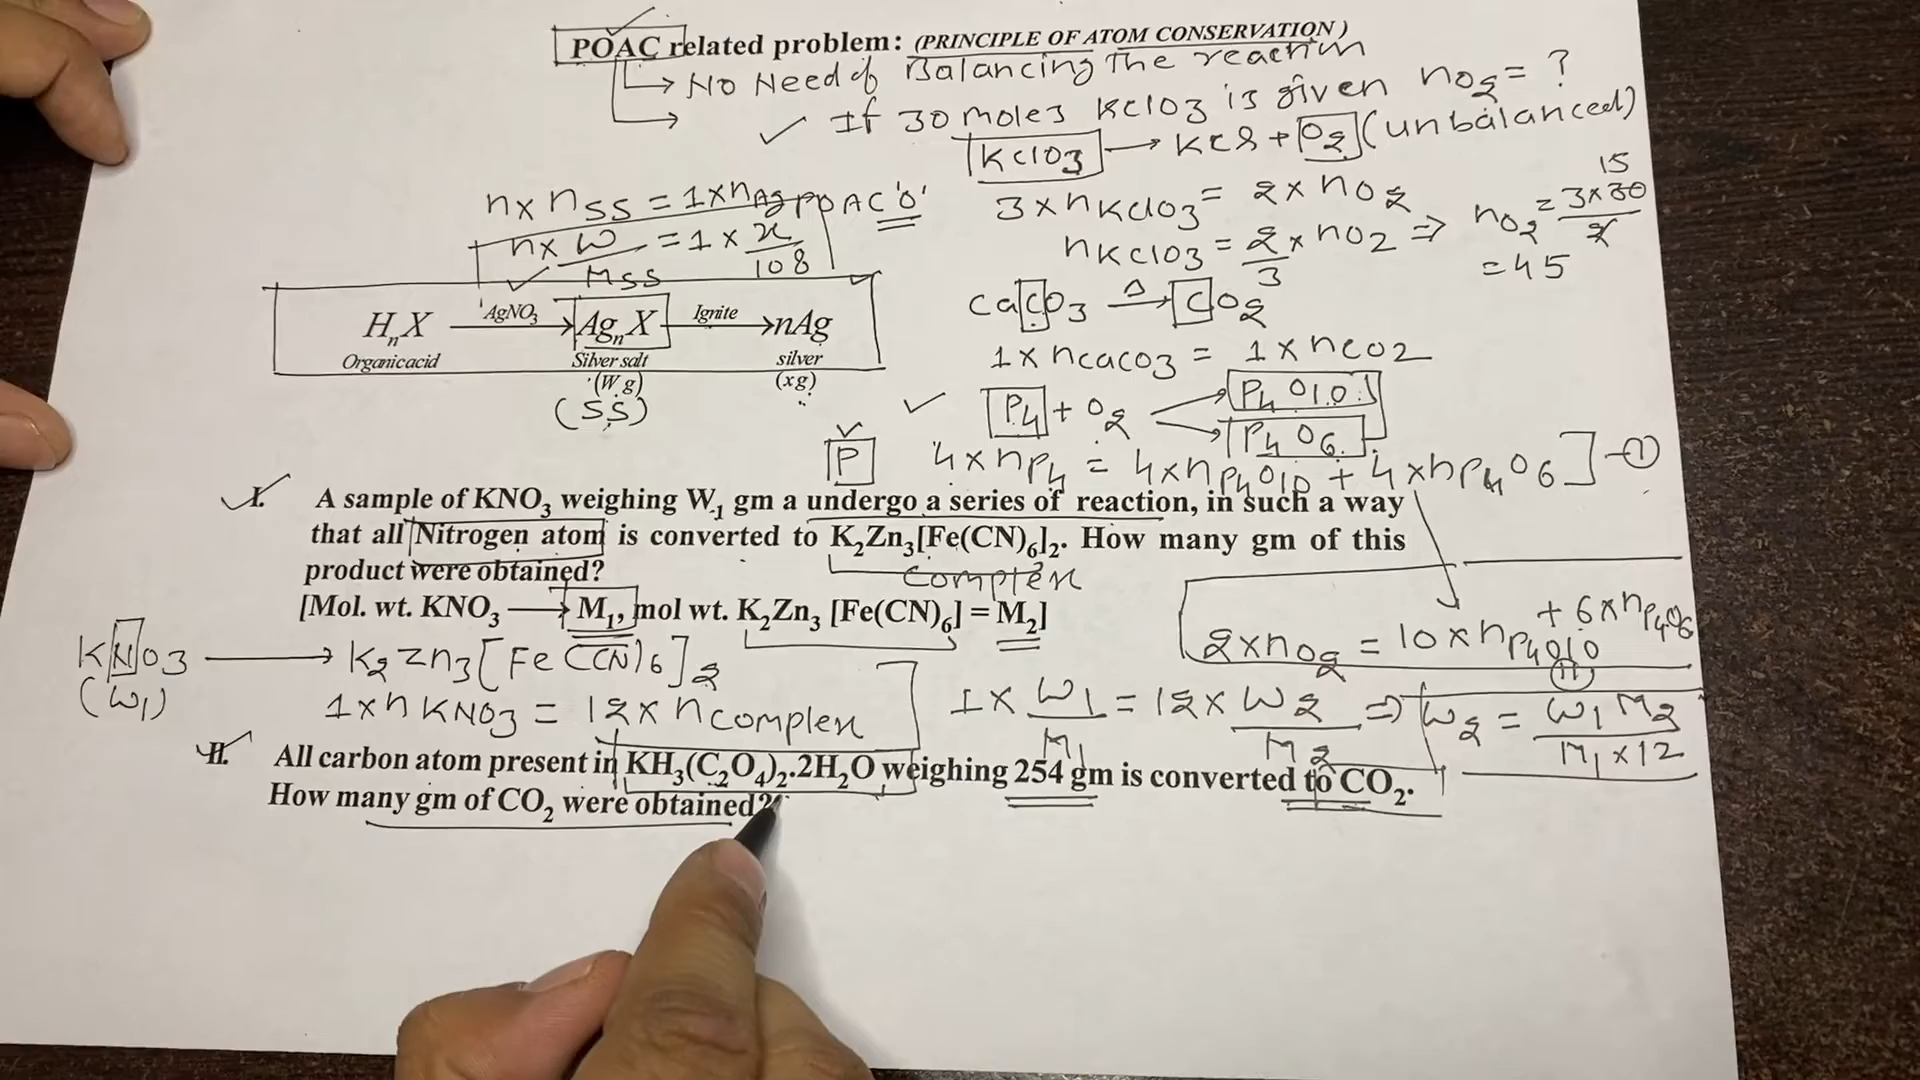 POAC related problem: (PRINCIPLE OF ATOM CONSERVATION)
→ No Need of Balancing The reaction
→ ✓ If 30 moles KClO3 is given nO2 = ?
KClO3 → KCl + O2 (unbalanced)
n x nSS = 1 x nAg
POAC 'O'
3 x nKClO3 = 2 x nO2
nO2 = 3 x 30 / 2
15
n x W / MSS = 1 x x / 108
nKClO3 = 2/3 x nO2 ⇒
= 45
HnX —AgNO3→ AgnX —Ignite→ nAg
Organic acid Silver salt silver
(W g) (xg)
(SS)
CaCO3 —Δ→ CO2
1 x nCaCO3 = 1 x nCO2
P4 + O2 → P4O10
→ P4O6
P
4 x nP4 = 4 x nP4O10 + 4 x nP4O6 ] - (I)
I. A sample of KNO3 weighing W1 gm a undergo a series of reaction, in such a way
that all Nitrogen atom is converted to K2Zn3[Fe(CN)6]2. How many gm of this
product were obtained?
complex
[Mol. wt. KNO3 → M1, mol wt. K2Zn3 [Fe(CN)6] = M2]
2 x nO2 = 10 x nP4O10 + 6 x nP4O6
(II)
KNO3 → K2Zn3[Fe(CN)6]2
(W1)
1 x nKNO3 = 12 x ncomplex
1 x W1 / M1 = 12 x W2 / M2 ⇒ W2 = W1 M2 / M1 x 12
II. All carbon atom present in KH3(C2O4)2.2H2O weighing 254 gm is converted to CO2.
How many gm of CO2 were obtained?